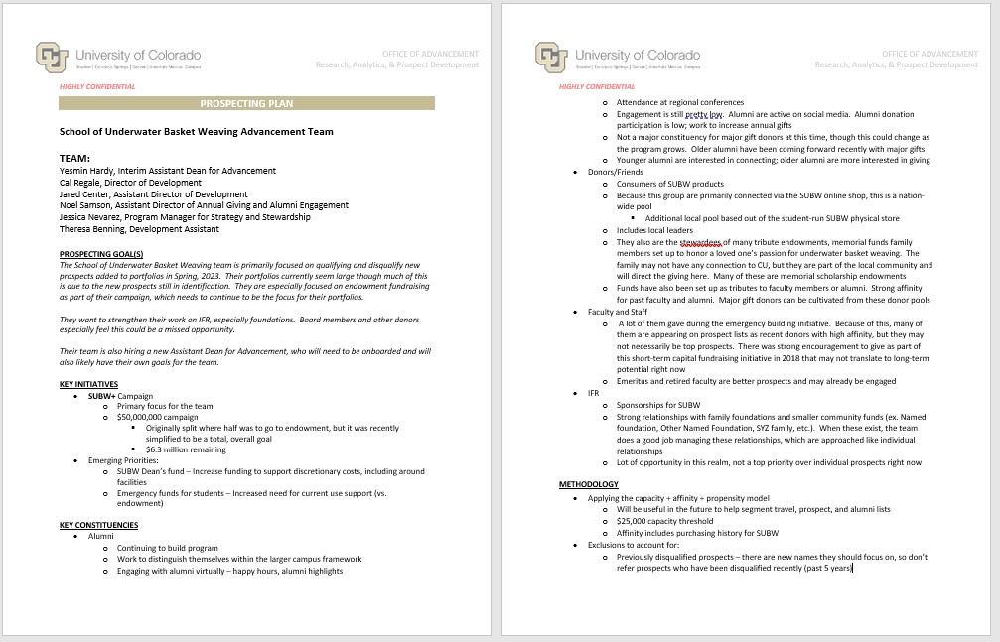 University of Colorado
Boulder | Colorado Springs | Denver | Anschutz Medical Campus
OFFICE OF ADVANCEMENT
Research, Analytics, & Prospect Development
HIGHLY CONFIDENTIAL
PROSPECTING PLAN
School of Underwater Basket Weaving Advancement Team
TEAM:
Yesmin Hardy, Interim Assistant Dean for Advancement
Cal Regale, Director of Development
Jared Center, Assistant Director of Development
Noel Samson, Assistant Director of Annual Giving and Alumni Engagement
Jessica Nevarez, Program Manager for Strategy and Stewardship
Theresa Benning, Development Assistant
PROSPECTING GOAL(S)
The School of Underwater Basket Weaving team is primarily focused on qualifying and disqualify new
prospects added to portfolios in Spring, 2023. Their portfolios currently seem large though much of this
is due to the new prospects still in identification. They are especially focused on endowment fundraising
as part of their campaign, which needs to continue to be the focus for their portfolios.
They want to strengthen their work on IFR, especially foundations. Board members and other donors
especially feel this could be a missed opportunity.
Their team is also hiring a new Assistant Dean for Advancement, who will need to be onboarded and will
also likely have their own goals for the team.
KEY INITIATIVES
• SUBW+ Campaign
o Primary focus for the team
o $50,000,000 campaign
▪ Originally split where half was to go to endowment, but it was recently
simplified to be a total, overall goal
▪ $6.3 million remaining
• Emerging Priorities:
o SUBW Dean's fund – Increase funding to support discretionary costs, including around
facilities
o Emergency funds for students – Increased need for current use support (vs.
endowment)
KEY CONSTITUENCIES
• Alumni
o Continuing to build program
o Work to distinguish themselves within the larger campus framework
o Engaging with alumni virtually – happy hours, alumni highlights
University of Colorado
Boulder | Colorado Springs | Denver | Anschutz Medical Campus
OFFICE OF ADVANCEMENT
Research, Analytics, & Prospect Development
HIGHLY CONFIDENTIAL
o Attendance at regional conferences
o Engagement is still pretty low. Alumni are active on social media. Alumni donation
participation is low; work to increase annual gifts
o Not a major constituency for major gift donors at this time, though this could change as
the program grows. Older alumni have been coming forward recently with major gifts
o Younger alumni are interested in connecting; older alumni are more interested in giving
• Donors/Friends
o Consumers of SUBW products
o Because this group are primarily connected via the SUBW online shop, this is a nation-
wide pool
▪ Additional local pool based out of the student-run SUBW physical store
o Includes local leaders
o They also are the stewardees of many tribute endowments, memorial funds family
members set up to honor a loved one's passion for underwater basket weaving. The
family may not have any connection to CU, but they are part of the local community and
will direct the giving here. Many of these are memorial scholarship endowments
o Funds have also been set up as tributes to faculty members or alumni. Strong affinity
for past faculty and alumni. Major gift donors can be cultivated from these donor pools
• Faculty and Staff
o A lot of them gave during the emergency building initiative. Because of this, many of
them are appearing on prospect lists as recent donors with high affinity, but they may
not necessarily be top prospects. There was strong encouragement to give as part of
this short-term capital fundraising initiative in 2018 that may not translate to long-term
potential right now
o Emeritus and retired faculty are better prospects and may already be engaged
• IFR
o Sponsorships for SUBW
o Strong relationships with family foundations and smaller community funds (ex. Named
foundation, Other Named Foundation, SYZ family, etc.). When these exist, the team
does a good job managing these relationships, which are approached like individual
relationships
o Lot of opportunity in this realm, not a top priority over individual prospects right now
METHODOLOGY
• Applying the capacity + affinity + propensity model
o Will be useful in the future to help segment travel, prospect, and alumni lists
o $25,000 capacity threshold
o Affinity includes purchasing history for SUBW
• Exclusions to account for:
o Previously disqualified prospects – there are new names they should focus on, so don't
refer prospects who have been disqualified recently (past 5 years)